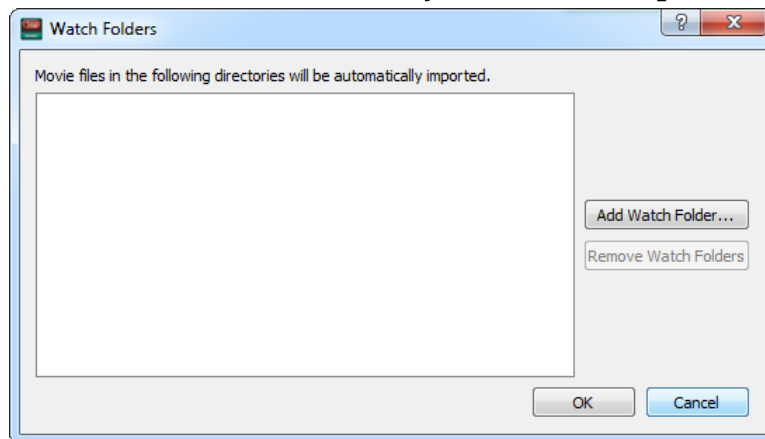 Watch Folders
Movie files in the following directories will be automatically imported.
Add Watch Folder...
Remove Watch Folders
OK
Cancel